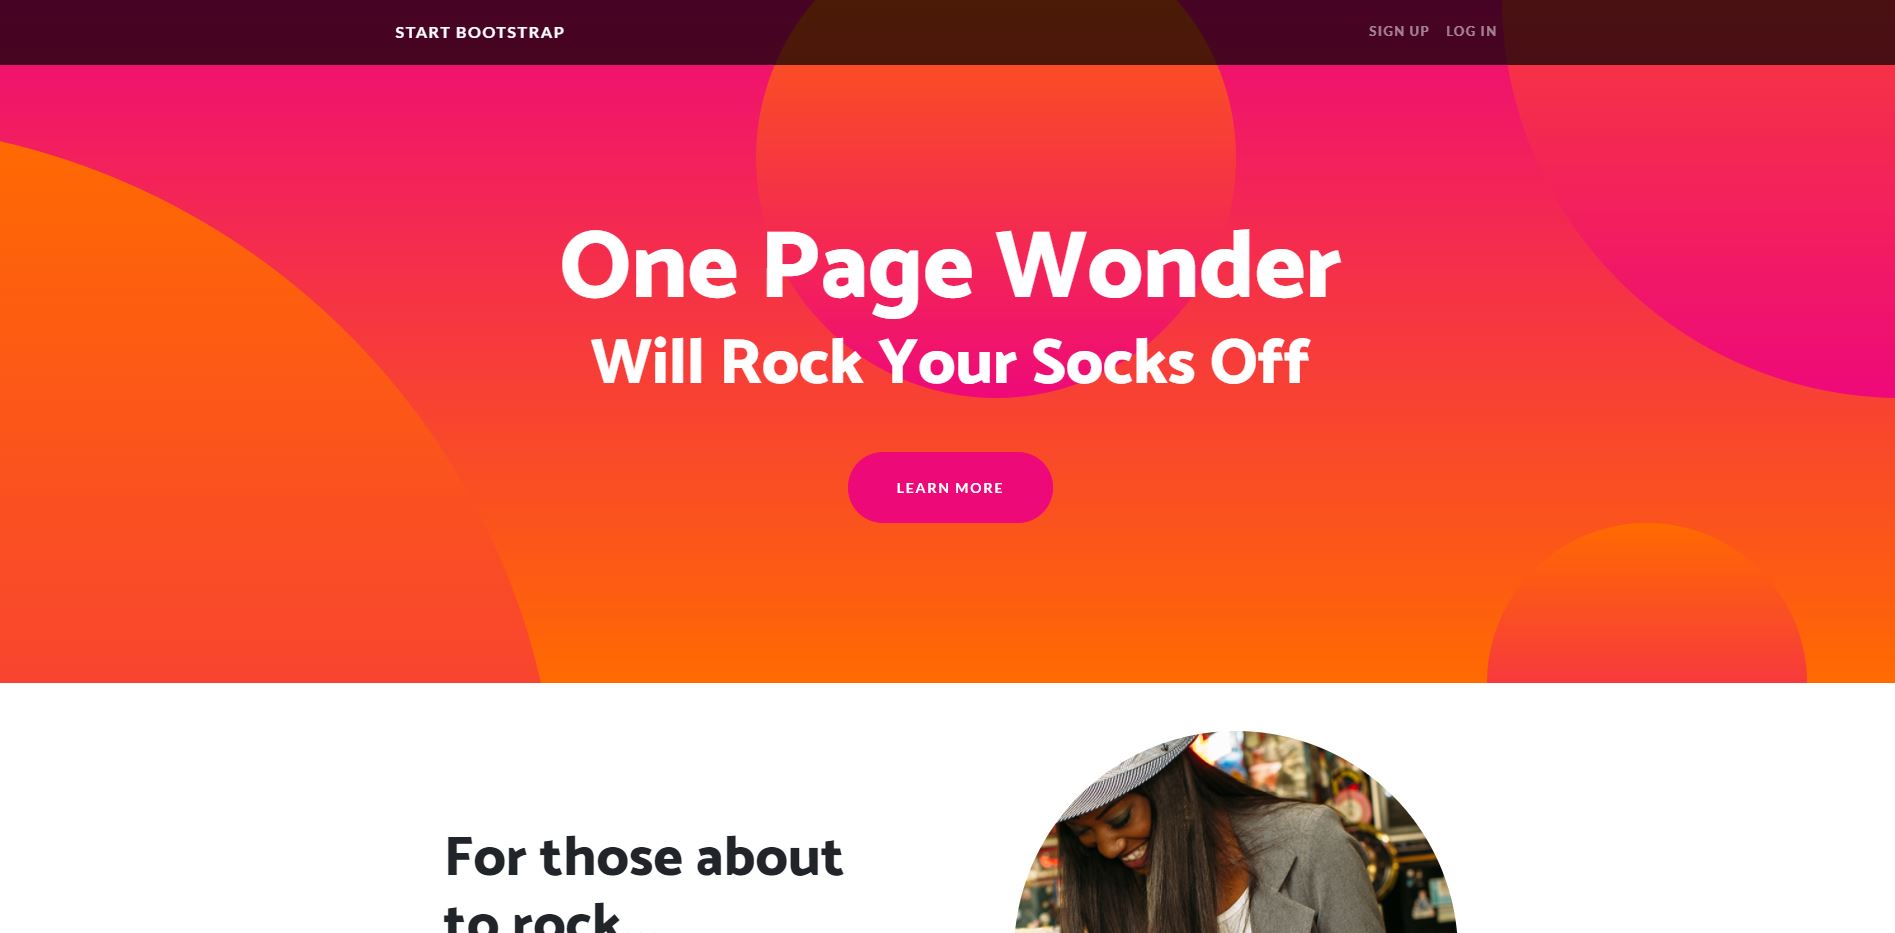 START BOOTSTRAP
SIGN UP LOG IN
One Page Wonder
Will Rock Your Socks Off
LEARN MORE
For those about
to rock..